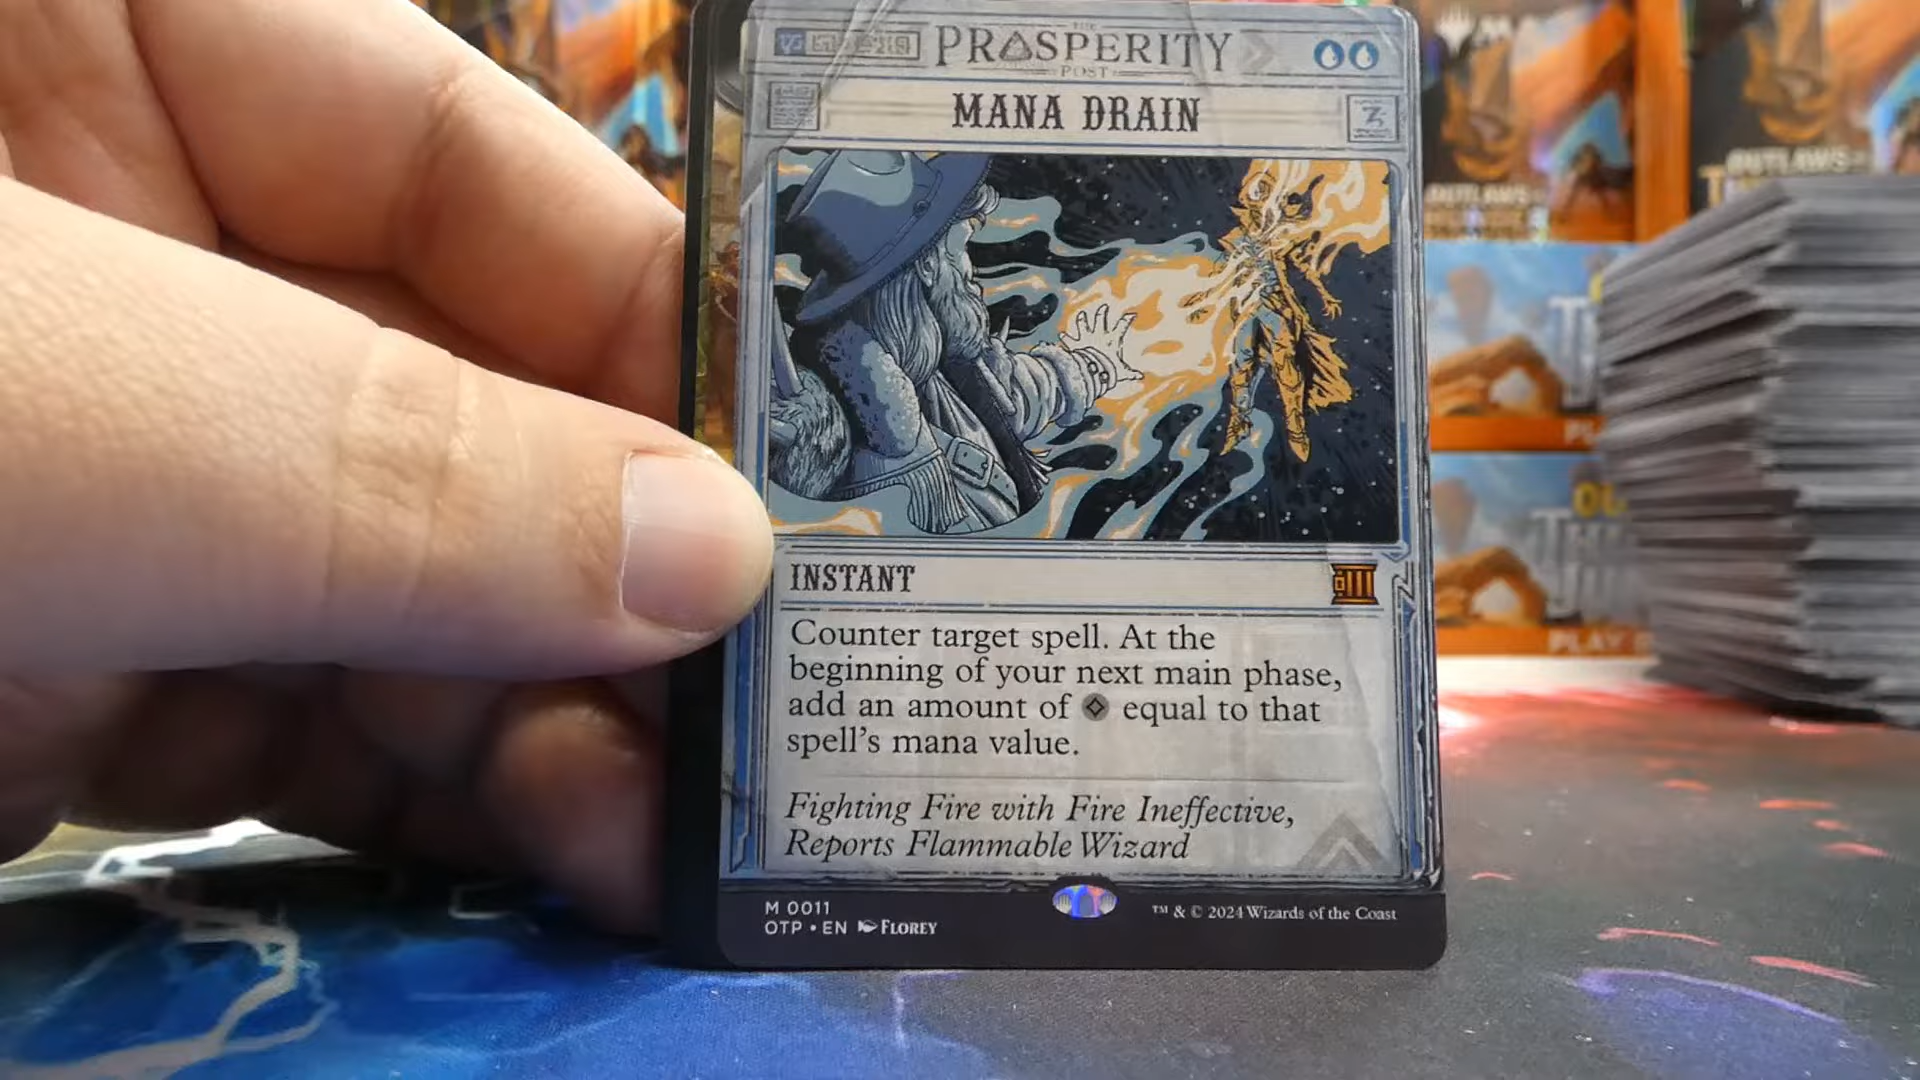 THE
PROSPERITY
POST
MANA DRAIN
INSTANT
Counter target spell. At the
beginning of your next main phase,
add an amount of equal to that
spell's mana value.
Fighting Fire with Fire Ineffective,
Reports Flammable Wizard
M 0011
OTP • EN FLOREY
™ & © 2024 Wizards of the Coast
OUTLAWS
OUTLAWS